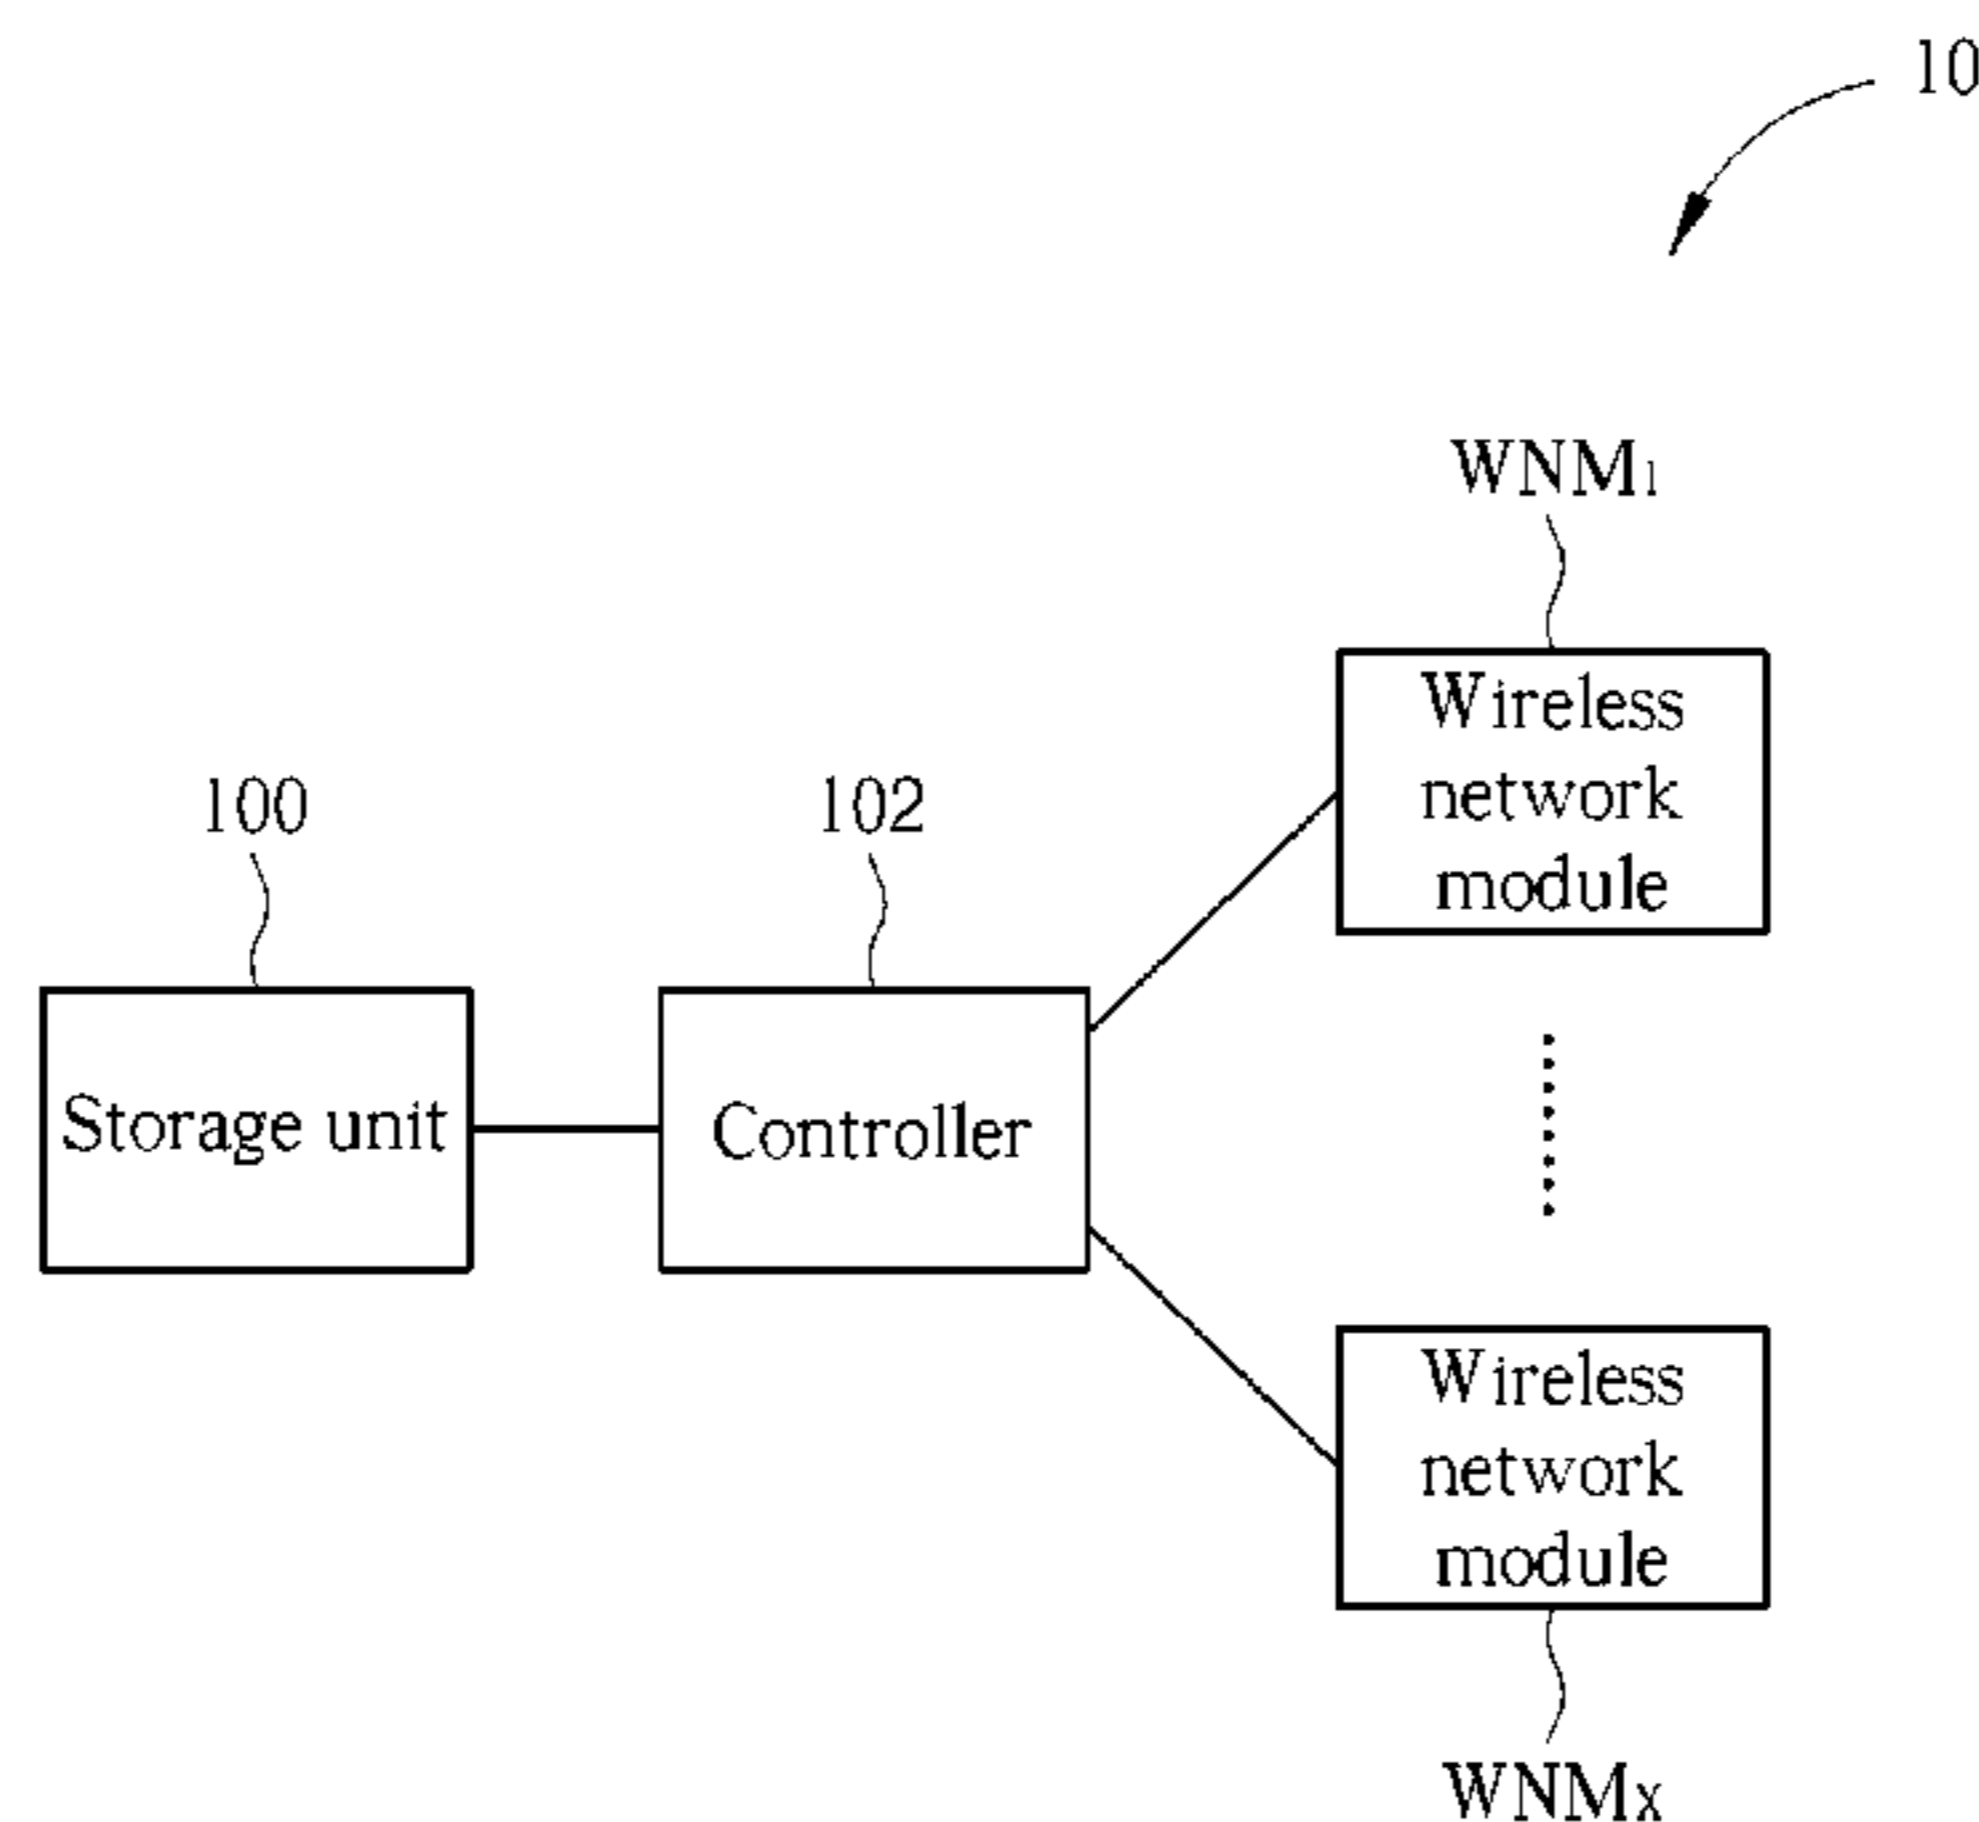 10
WNM1
Wireless
network
module
100
102
Storage unit
Controller
Wireless
network
module
WNMX